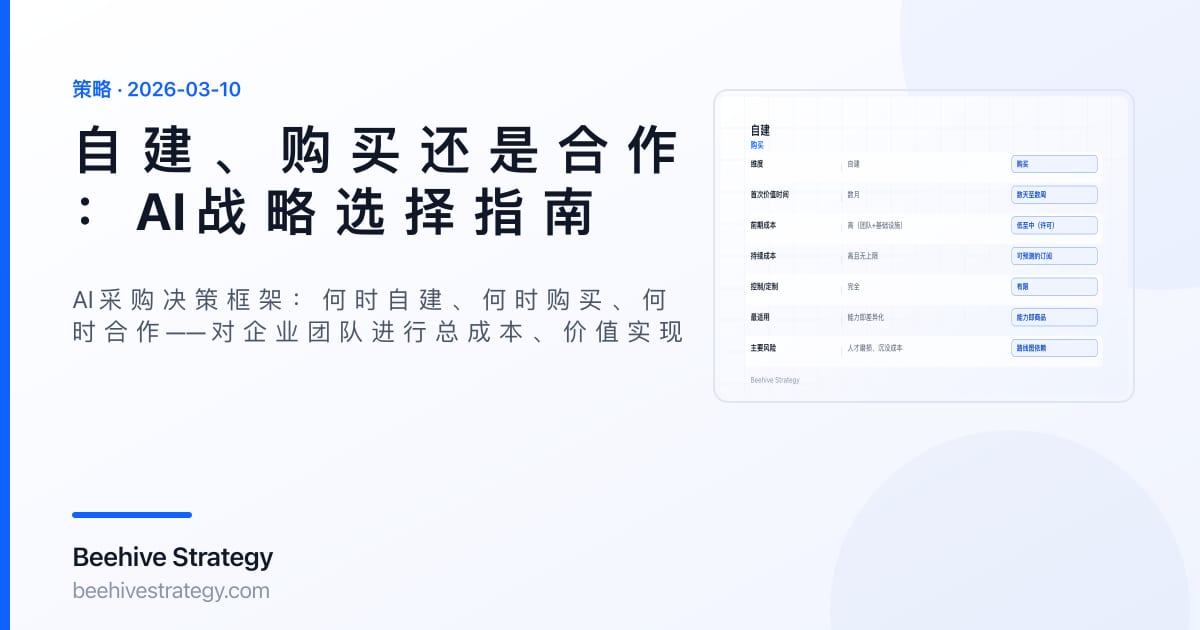 策略 · 2026-03-10
自建、购买还是合作
：AI战略选择指南
AI采购决策框架：何时自建、何时购买、何
时合作——对企业团队进行总成本、价值实现
自建
购买
维度 自建 购买
首次价值时间 数月 数天至数周
前期成本 高（团队+基础设施） 低至中（许可）
持续成本 高且无上限 可预测的订阅
控制/定制 完全 有限
最适用 能力即差异化 能力即商品
主要风险 人才磨损、沉没成本 路线图依赖
Beehive Strategy
Beehive Strategy
beehivestrategy.com